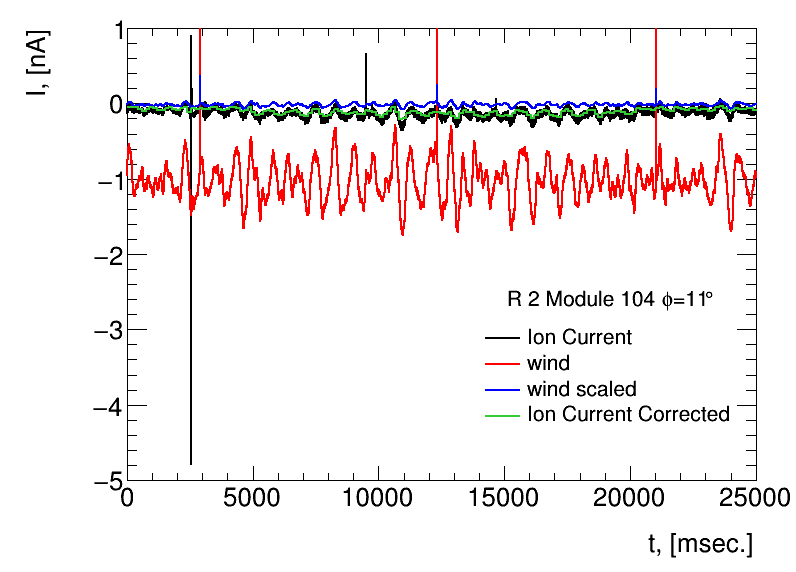 I, [nA]
1
0
−1
−2
−3
−4
−5
R 2 Module 104 ϕ=11°
Ion Current
wind
wind scaled
Ion Current Corrected
0 5000 10000 15000 20000 25000
t, [msec.]